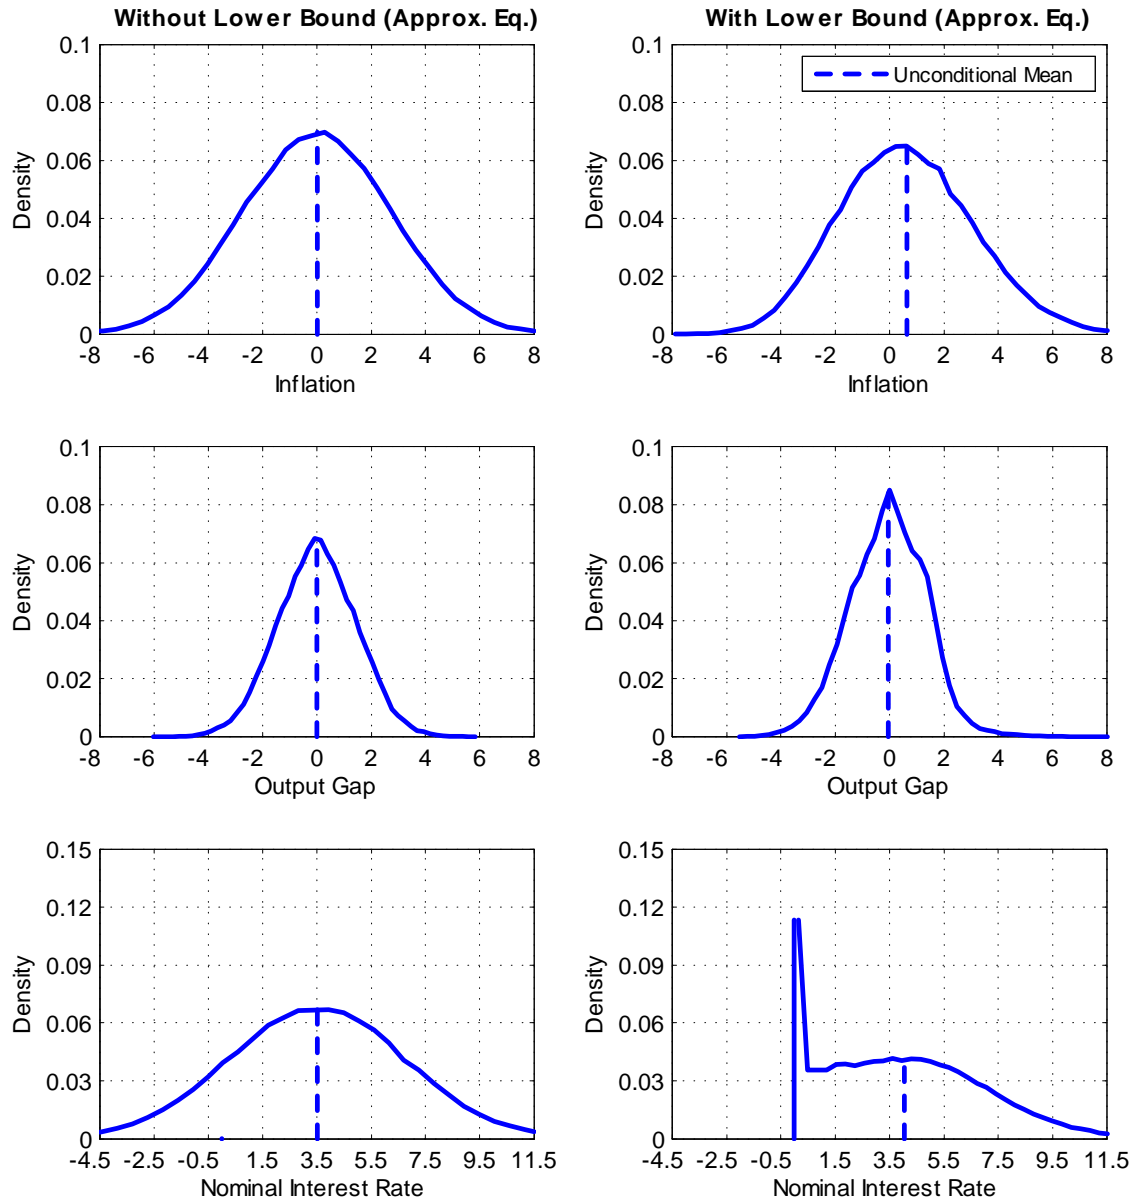 Without Lower Bound (Approx. Eq.)
With Lower Bound (Approx. Eq.)
0.1
0.08
0.06
0.04
0.02
0
Density
-8 -6 -4 -2 0 2 4 6 8
Inflation
0.1
0.08
0.06
0.04
0.02
0
Density
Unconditional Mean
-8 -6 -4 -2 0 2 4 6 8
Inflation
0.1
0.08
0.06
0.04
0.02
0
Density
-8 -6 -4 -2 0 2 4 6 8
Output Gap
0.1
0.08
0.06
0.04
0.02
0
Density
-8 -6 -4 -2 0 2 4 6 8
Output Gap
0.15
0.12
0.09
0.06
0.03
0
Density
-4.5 -2.5 -0.5 1.5 3.5 5.5 7.5 9.5 11.5
Nominal Interest Rate
0.15
0.12
0.09
0.06
0.03
0
Density
-4.5 -2.5 -0.5 1.5 3.5 5.5 7.5 9.5 11.5
Nominal Interest Rate